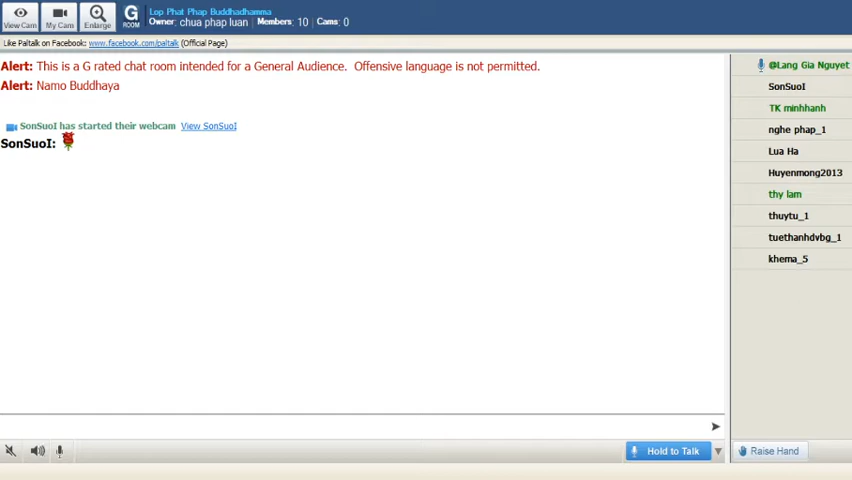 Lop Phat Phap Buddhadhamma
Owner: chua phap luan Members: 10 Cams: 0
View Cam My Cam Enlarge G ROOM
Like Paltalk on Facebook: www.facebook.com/paltalk (Official Page)
Alert: This is a G rated chat room intended for a General Audience. Offensive language is not permitted.
Alert: Namo Buddhaya
SonSuoI has started their webcam View SonSuoI
SonSuoI:
@Lang Gia Nguyet
SonSuoI
TK minhhanh
nghe phap_1
Lua Ha
Huyenmong2013
thy lam
thuytu_1
tuethanhdvbg_1
khema_5
Hold to Talk
Raise Hand